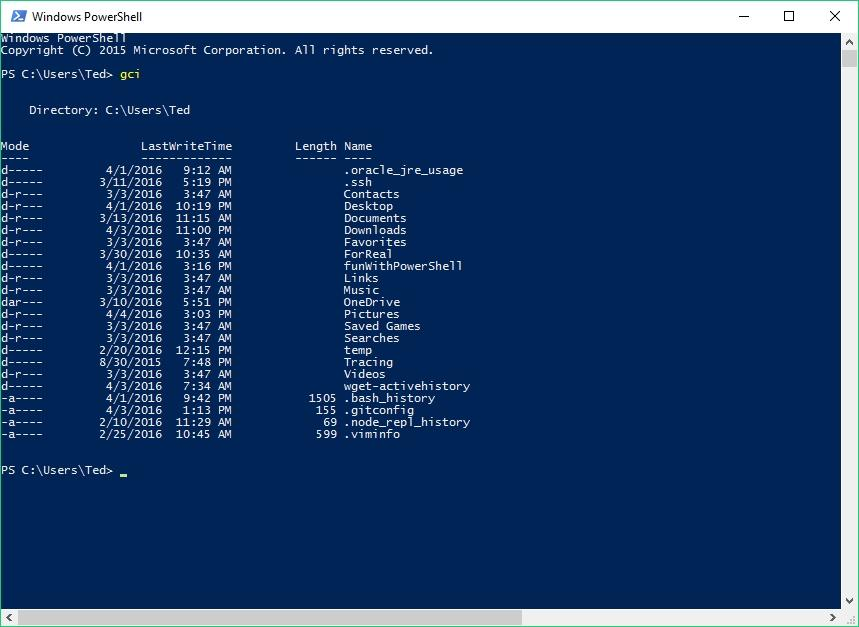 Windows PowerShell
Windows PowerShell
Copyright (C) 2015 Microsoft Corporation. All rights reserved.
PS C:\Users\Ted> gci
Directory: C:\Users\Ted
Mode LastWriteTime Length Name
---- ------------- ------ ----
d----- 4/1/2016 9:12 AM .oracle_jre_usage
d----- 3/11/2016 5:19 PM .ssh
d-r--- 3/3/2016 3:47 AM Contacts
d-r--- 4/1/2016 10:19 PM Desktop
d-r--- 3/13/2016 11:15 AM Documents
d-r--- 4/3/2016 11:00 PM Downloads
d-r--- 3/3/2016 3:47 AM Favorites
d----- 3/30/2016 10:35 AM ForReal
d----- 4/1/2016 3:16 PM funWithPowerShell
d-r--- 3/3/2016 3:47 AM Links
d-r--- 3/3/2016 3:47 AM Music
dar--- 3/10/2016 5:51 PM OneDrive
d-r--- 4/4/2016 3:03 PM Pictures
d-r--- 3/3/2016 3:47 AM Saved Games
d-r--- 3/3/2016 3:47 AM Searches
d----- 2/20/2016 12:15 PM temp
d----- 8/30/2015 7:48 PM Tracing
d-r--- 3/3/2016 3:47 AM Videos
d----- 4/3/2016 7:34 AM wget-activehistory
-a---- 4/1/2016 9:42 PM 1505 .bash_history
-a---- 4/3/2016 1:13 PM 155 .gitconfig
-a---- 2/10/2016 11:29 AM 69 .node_repl_history
-a---- 2/25/2016 10:45 AM 599 .viminfo
PS C:\Users\Ted> _